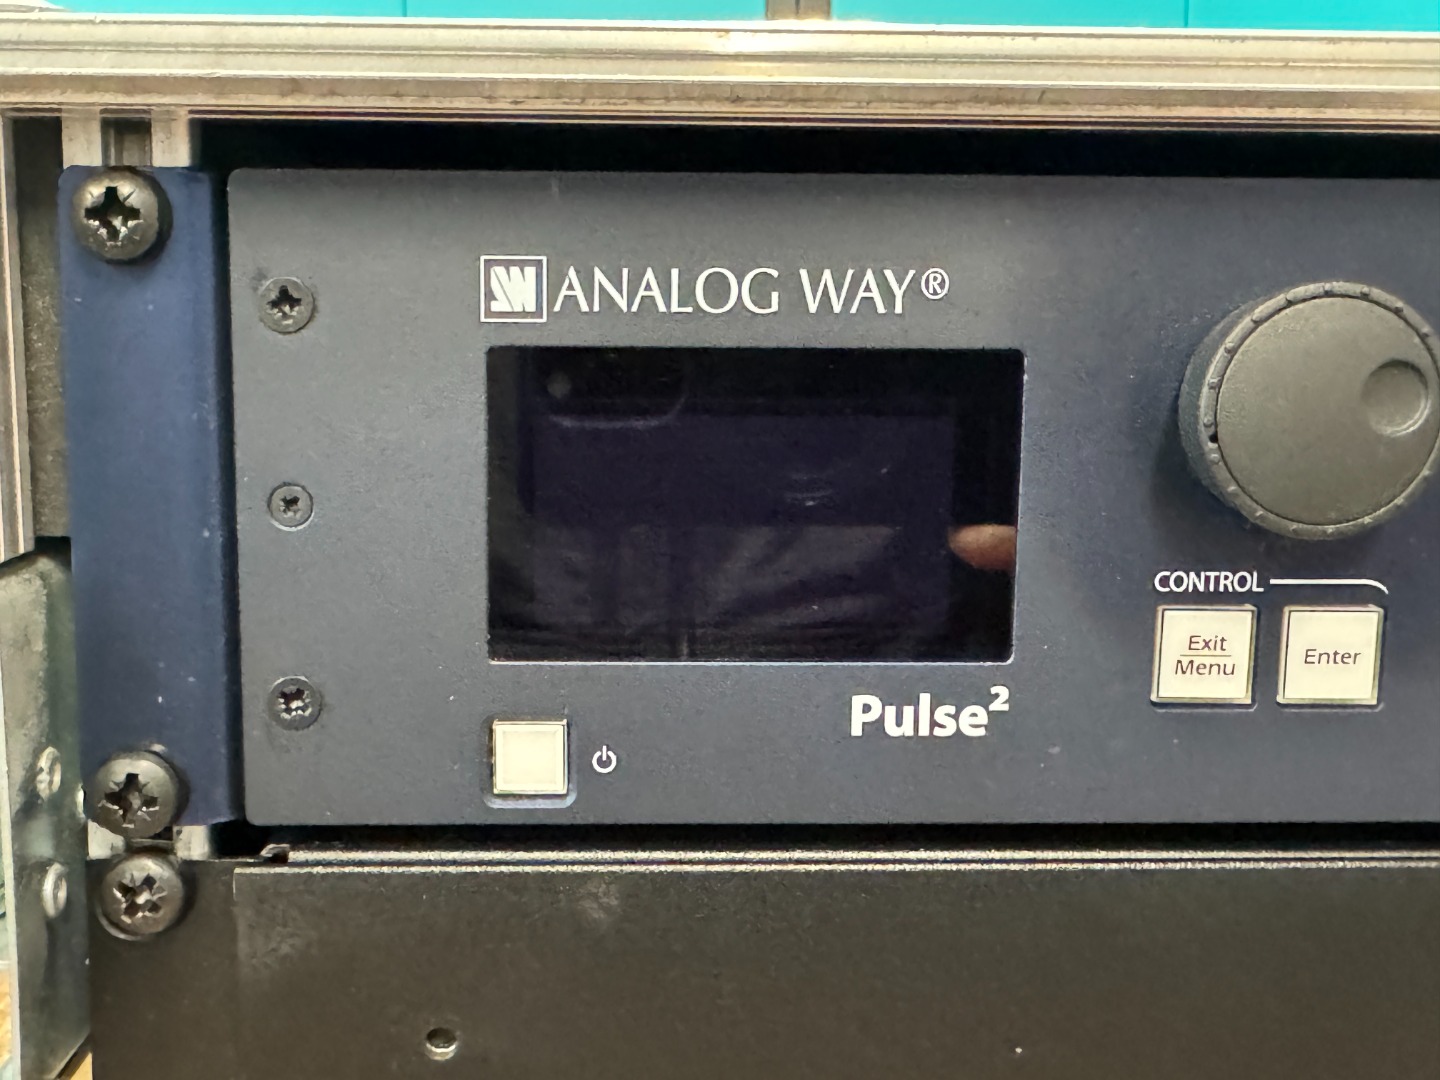 ANALOG WAY®
Pulse²
CONTROL
Exit
Menu
Enter